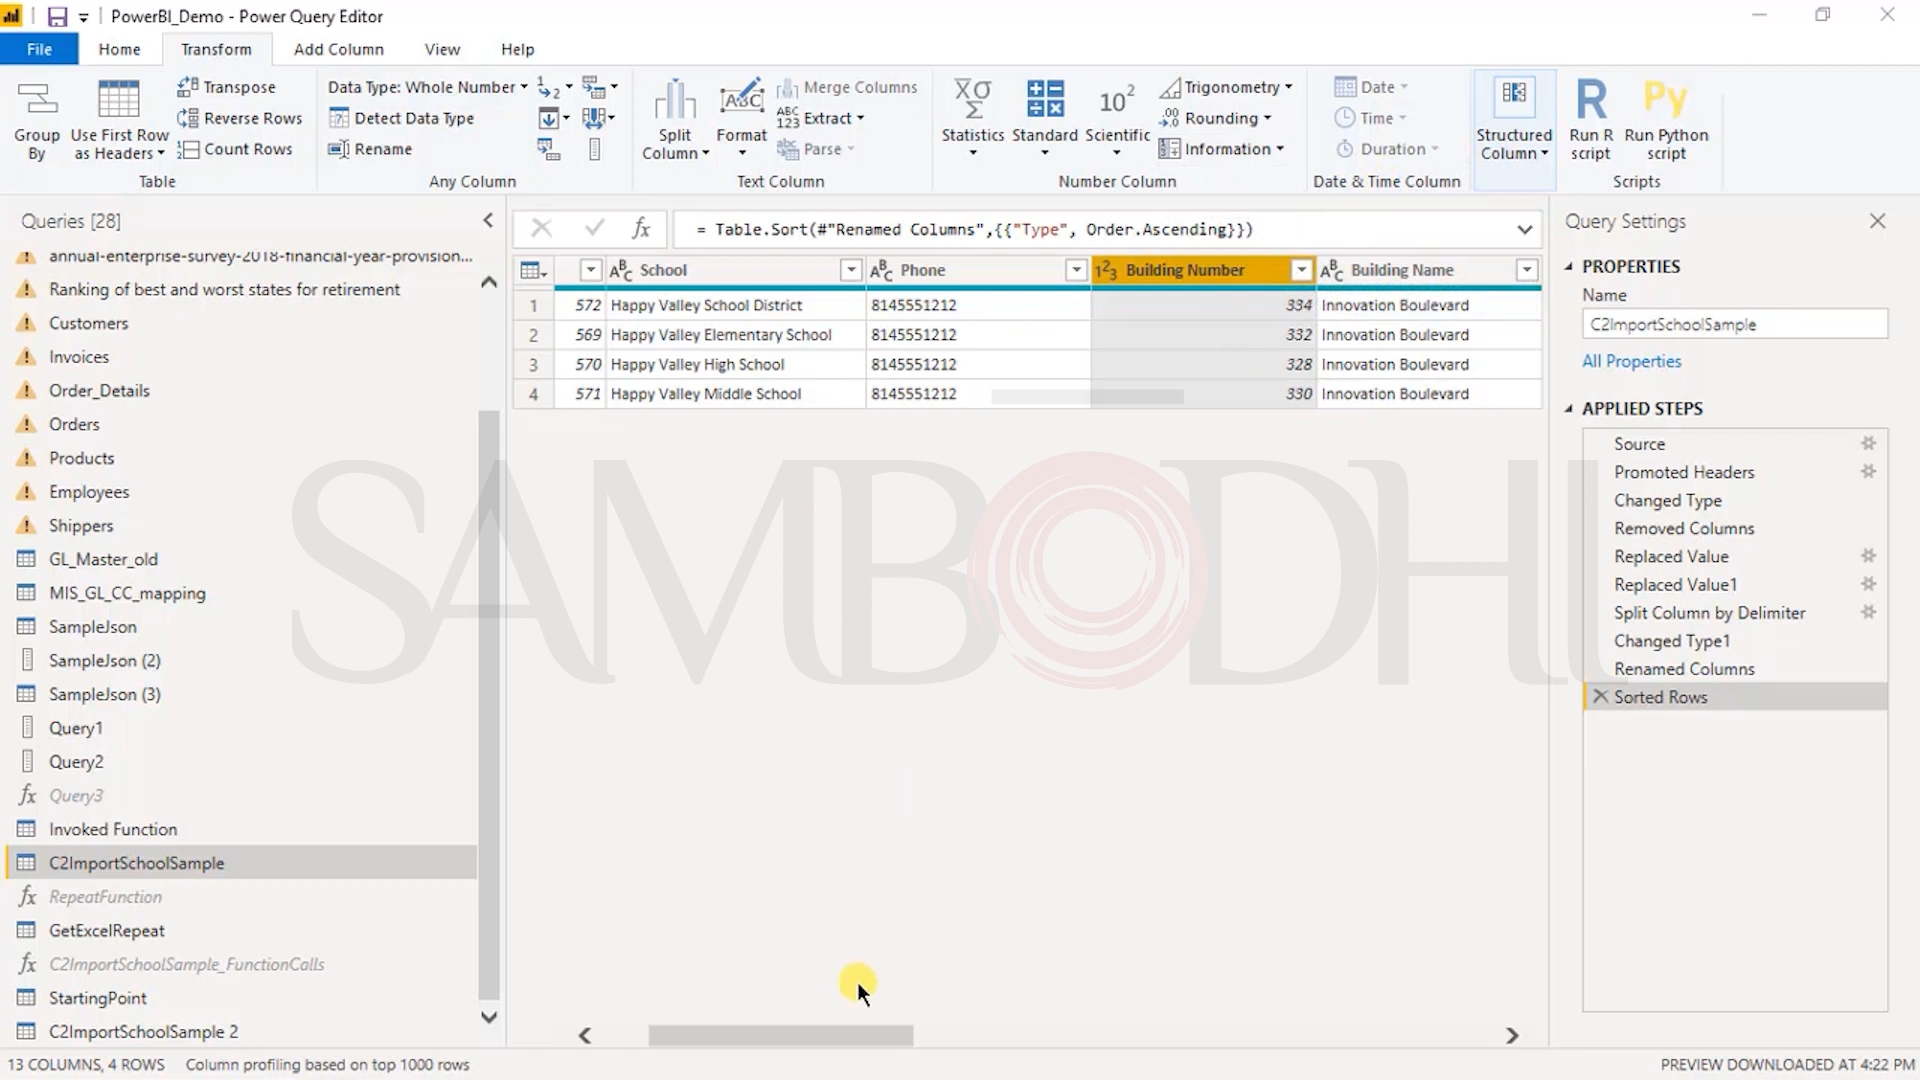 PowerBI_Demo - Power Query Editor
File Home Transform Add Column View Help
Group By
Use First Row as Headers
Transpose
Reverse Rows
Count Rows
Table
Data Type: Whole Number
Detect Data Type
Rename
Any Column
Split Column
Format
Merge Columns
Extract
Parse
Text Column
Statistics
Standard
Scientific
Trigonometry
Rounding
Information
Number Column
Date
Time
Duration
Date & Time Column
Structured Column
Run R script
Run Python script
Scripts
Queries [28]
annual-enterprise-survey-2018-financial-year-provision...
Ranking of best and worst states for retirement
Customers
Invoices
Order_Details
Orders
Products
Employees
Shippers
GL_Master_old
MIS_GL_CC_mapping
SampleJson
SampleJson (2)
SampleJson (3)
Query1
Query2
Query3
Invoked Function
C2ImportSchoolSample
RepeatFunction
GetExcelRepeat
C2ImportSchoolSample_FunctionCalls
StartingPoint
C2ImportSchoolSample 2
= Table.Sort(#"Renamed Columns",{{"Type", Order.Ascending}})
School Phone Building Number Building Name
1 572 Happy Valley School District 8145551212 334 Innovation Boulevard
2 569 Happy Valley Elementary School 8145551212 332 Innovation Boulevard
3 570 Happy Valley High School 8145551212 328 Innovation Boulevard
4 571 Happy Valley Middle School 8145551212 330 Innovation Boulevard
SAMBODHI
Query Settings
PROPERTIES
Name
C2ImportSchoolSample
All Properties
APPLIED STEPS
Source
Promoted Headers
Changed Type
Removed Columns
Replaced Value
Replaced Value1
Split Column by Delimiter
Changed Type1
Renamed Columns
Sorted Rows
13 COLUMNS, 4 ROWS Column profiling based on top 1000 rows
PREVIEW DOWNLOADED AT 4:22 PM